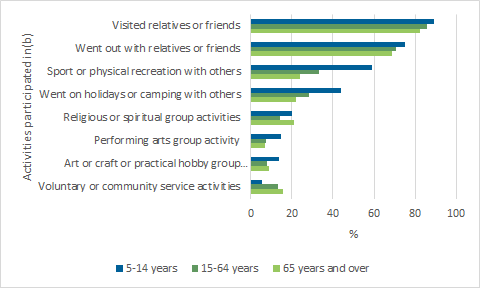 Activities participated in(b)
Visited relatives or friends
Went out with relatives or friends
Sport or physical recreation with others
Went on holidays or camping with others
Religious or spiritual group activities
Performing arts group activity
Art or craft or practical hobby group...
Voluntary or community service activities
0 20 40 60 80 100
%
5-14 years 15-64 years 65 years and over